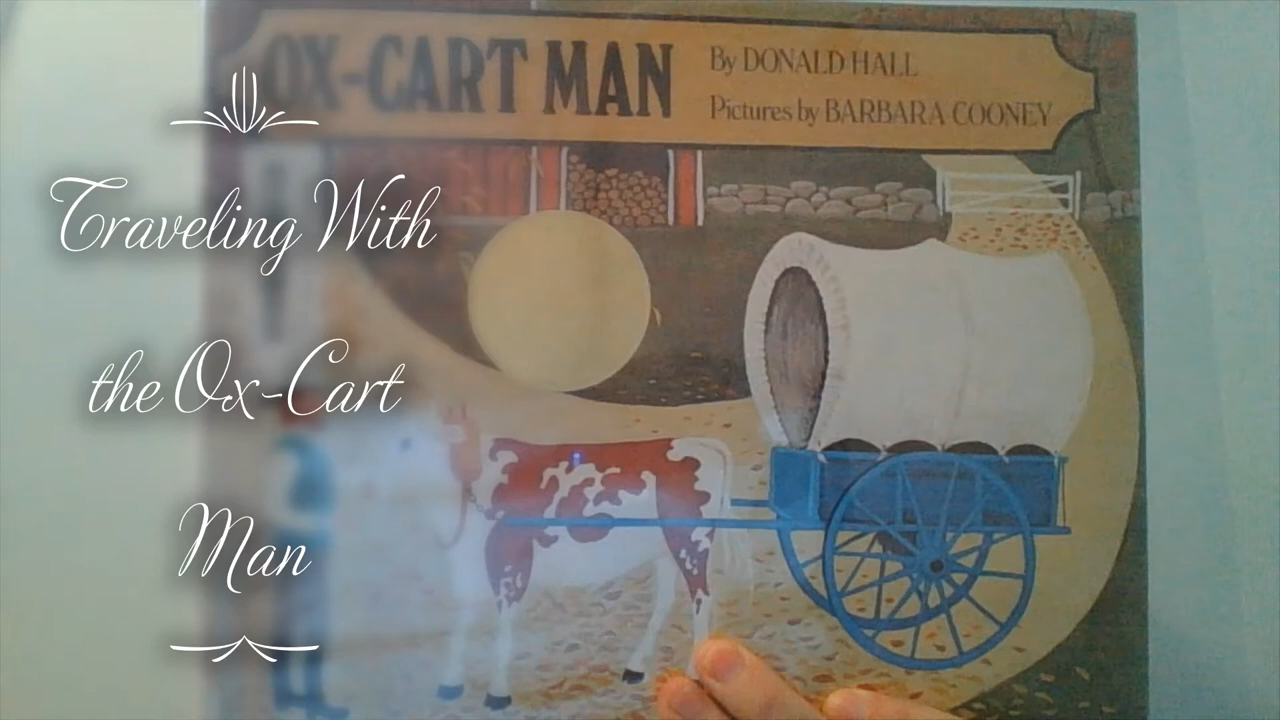 OX-CART MAN
By DONALD HALL
Pictures by BARBARA COONEY
Traveling With
the Ox-Cart
Man